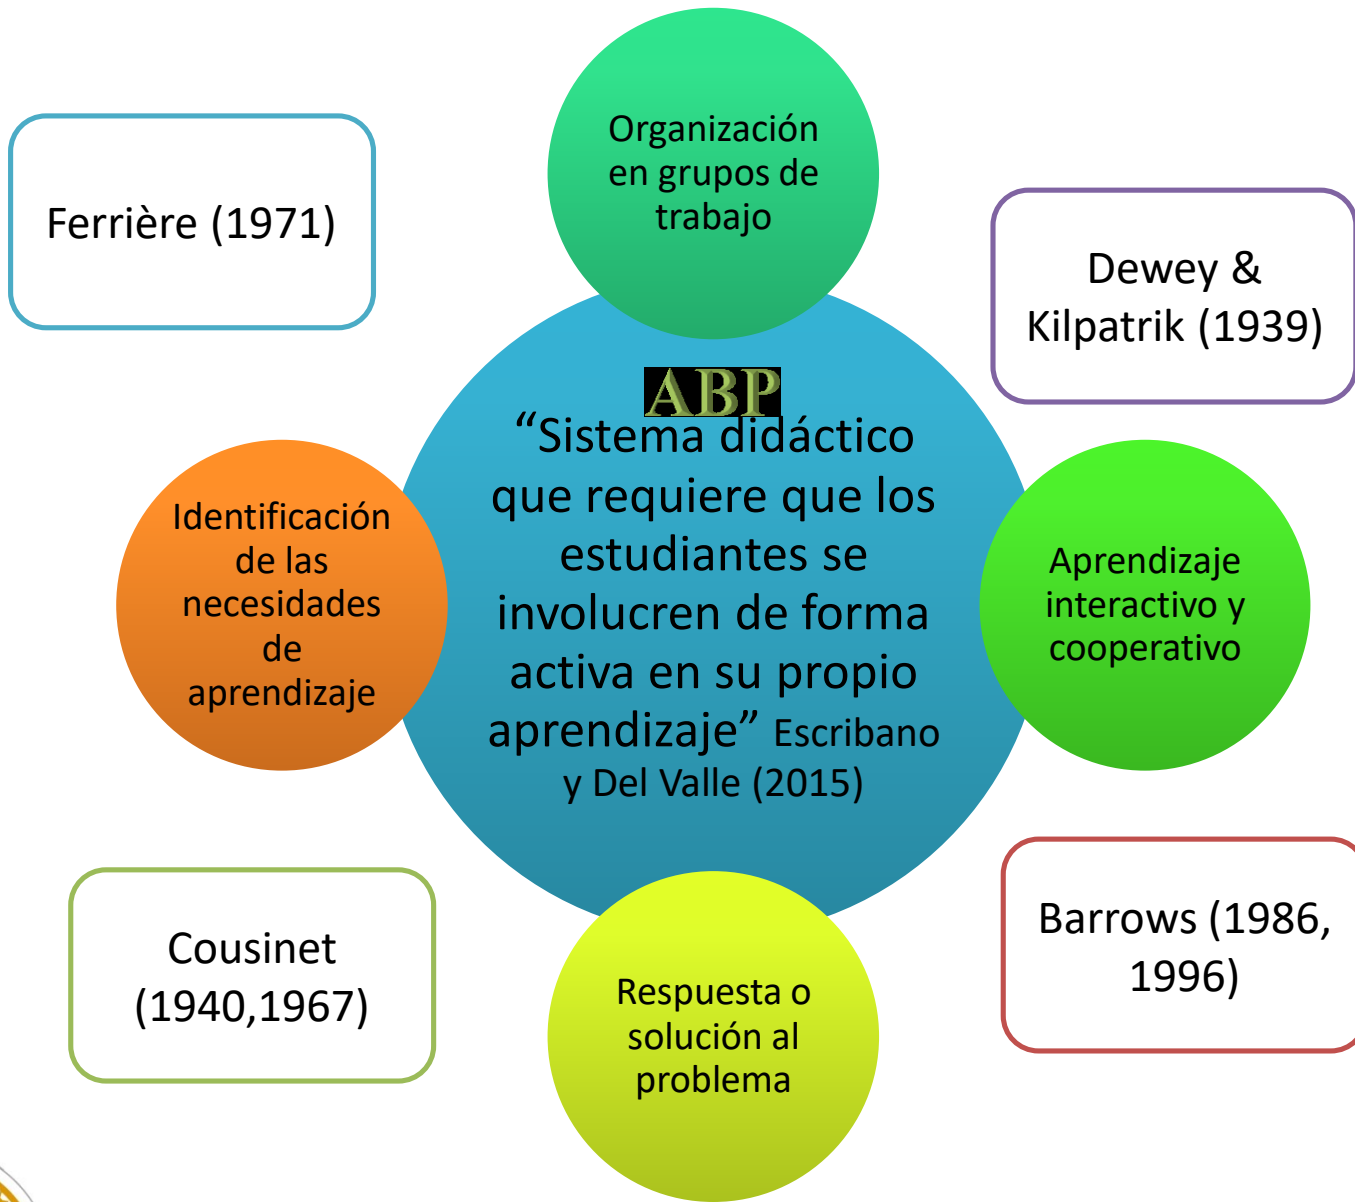 Organización
en grupos de
trabajo
Ferrière (1971)
Dewey &
Kilpatrik (1939)
ABP
“Sistema didáctico
que requiere que los
estudiantes se
involucren de forma
activa en su propio
aprendizaje” Escribano
y Del Valle (2015)
Identificación
de las
necesidades
de
aprendizaje
Aprendizaje
interactivo y
cooperativo
Cousinet
(1940,1967)
Barrows (1986,
1996)
Respuesta o
solución al
problema